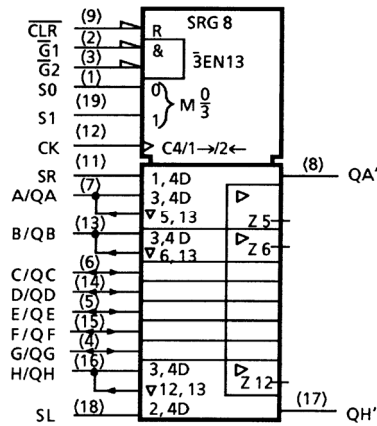 SRG 8
CLR (9) R
G1 (2) &
G2 (3) 3EN13
S0 (1) 0
S1 (19) 1 } M 0/3
CK (12) C4/1→/2←
SR (11) 1, 4D (8) QA'
A/QA (7) 3, 4D ▷
▽ 5, 13 Z 5
B/QB (13) 3,4 D ▷
▽ 6, 13 Z 6
C/QC (6)
D/QD (14)
E/QE (5)
F/QF (15)
G/QG (4)
H/QH (16) 3, 4D ▷
▽12, 13 Z 12
SL (18) 2, 4D (17) QH'